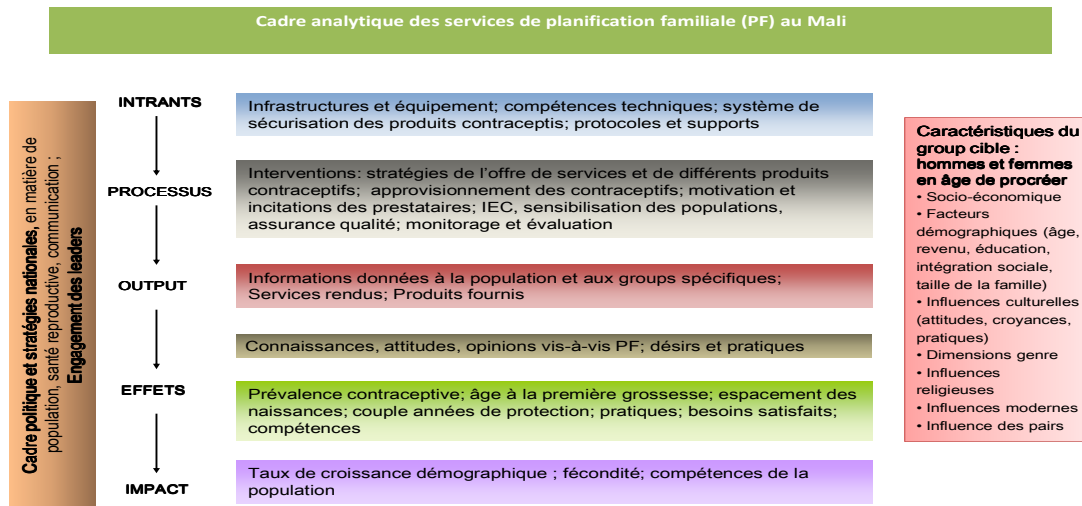 Cadre analytique des services de planification familiale (PF) au Mali
Cadre politique et stratégies nationales, en matière de
population, santé reproductive, communication ;
Engagement des leaders
INTRANTS
Infrastructures et équipement; compétences techniques; système de
sécurisation des produits contraceptis; protocoles et supports
PROCESSUS
Interventions: stratégies de l'offre de services et de différents produits
contraceptifs; approvisionnement des contraceptifs; motivation et
incitations des prestataires; IEC, sensibilisation des populations,
assurance qualité; monitorage et évaluation
OUTPUT
Informations données à la population et aux groups spécifiques;
Services rendus; Produits fournis
Connaissances, attitudes, opinions vis-à-vis PF; désirs et pratiques
EFFETS
Prévalence contraceptive; âge à la première grossesse; espacement des
naissances; couple années de protection; pratiques; besoins satisfaits;
compétences
IMPACT
Taux de croissance démographique ; fécondité; compétences de la
population
Caractéristiques du
group cible :
hommes et femmes
en âge de procréer
• Socio-économique
• Facteurs
démographiques (âge,
revenu, éducation,
intégration sociale,
taille de la famille)
• Influences culturelles
(attitudes, croyances,
pratiques)
• Dimensions genre
• Influences
religieuses
• Influences modernes
• Influence des pairs